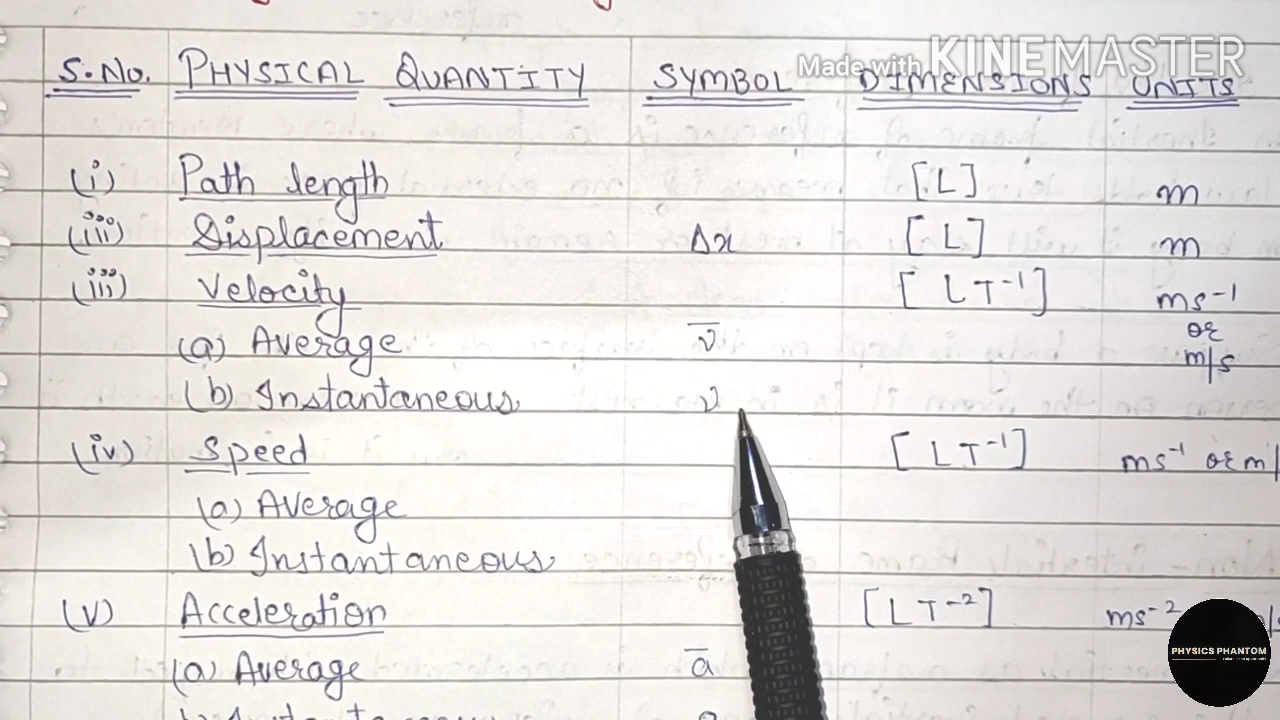 Made with KINEMASTER
S.No. PHYSICAL QUANTITY SYMBOL DIMENSIONS UNITS
(i) Path length [L] m
(iii) Displacement Δx [L] m
(iii) Velocity [LT⁻¹] ms⁻¹
or
(a) Average v̅ m/s
(b) Instantaneous v
(iv) Speed [LT⁻¹] ms⁻¹ or m/
(a) Average
(b) Instantaneous
(v) Acceleration [LT⁻²] ms⁻²
(a) Average a̅
PHYSICS PHANTOM